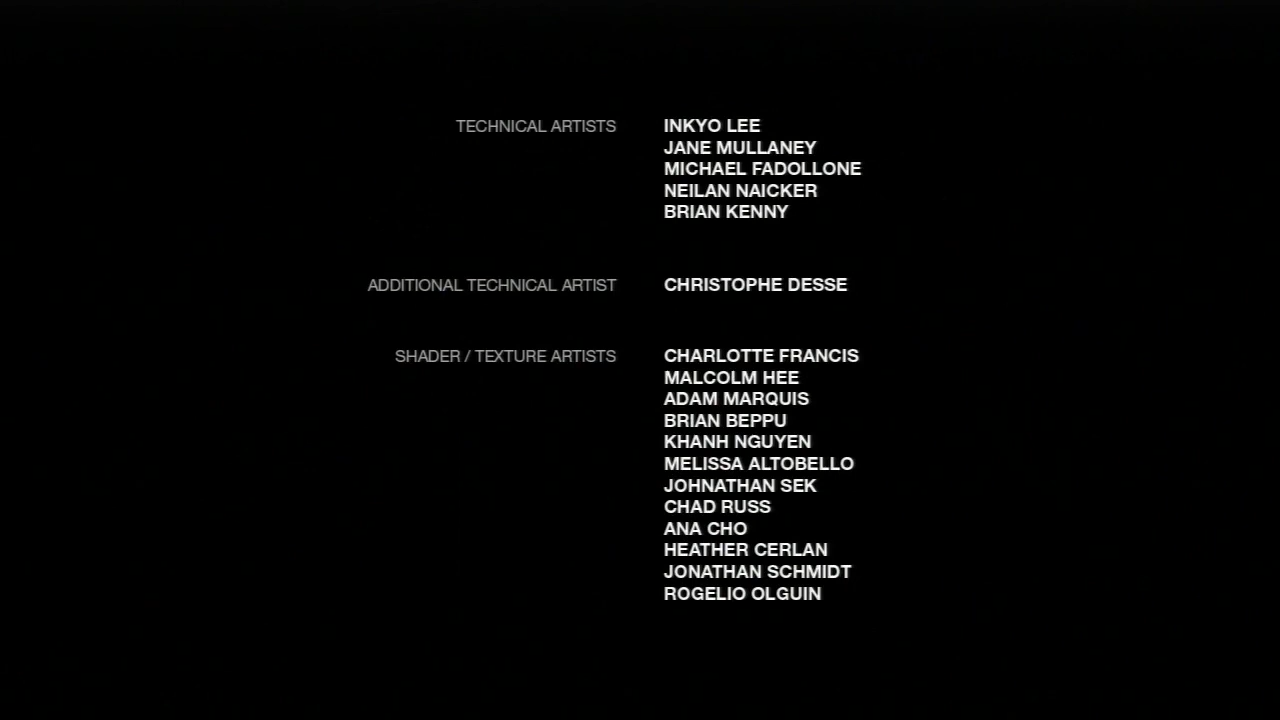 TECHNICAL ARTISTS INKYO LEE
JANE MULLANEY
MICHAEL FADOLLONE
NEILAN NAICKER
BRIAN KENNY
ADDITIONAL TECHNICAL ARTIST CHRISTOPHE DESSE
SHADER / TEXTURE ARTISTS CHARLOTTE FRANCIS
MALCOLM HEE
ADAM MARQUIS
BRIAN BEPPU
KHANH NGUYEN
MELISSA ALTOBELLO
JOHNATHAN SEK
CHAD RUSS
ANA CHO
HEATHER CERLAN
JONATHAN SCHMIDT
ROGELIO OLGUIN